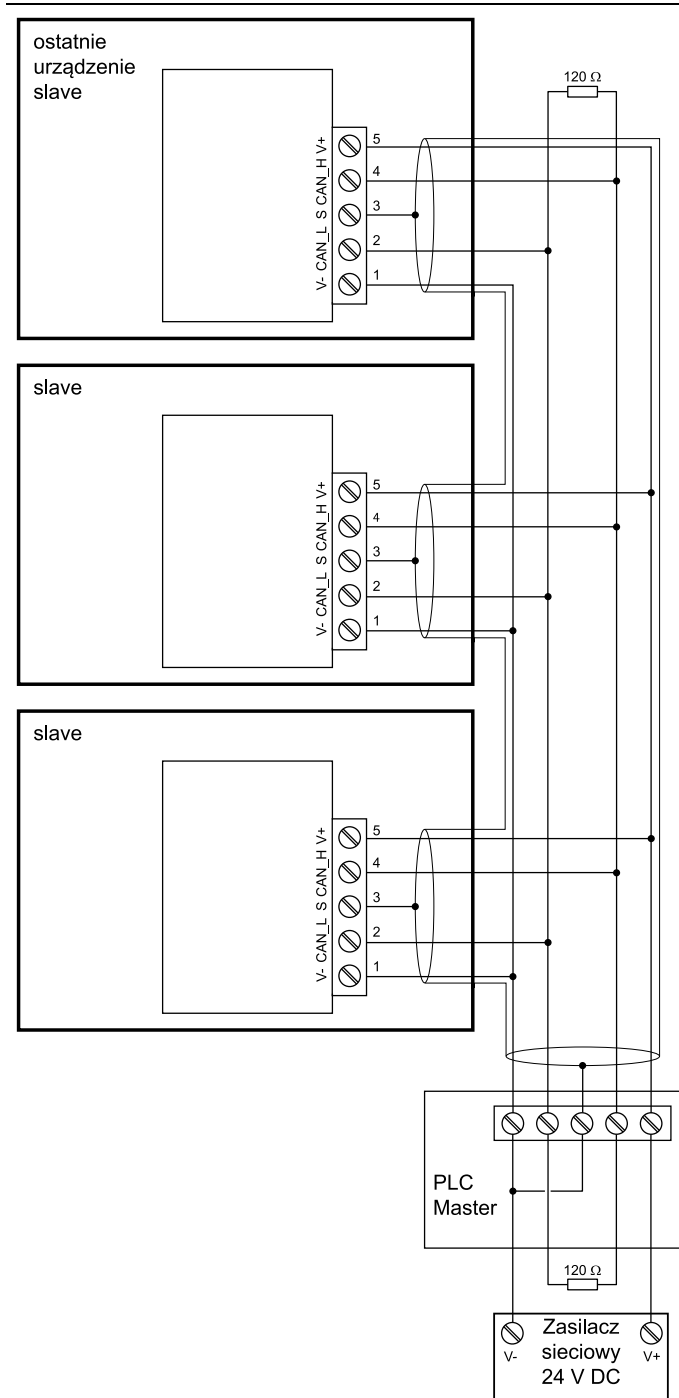 ostatnie
urządzenie
slave
120 Ω
V- CAN_L S CAN_H V+
5
4
3
2
1
slave
V- CAN_L S CAN_H V+
5
4
3
2
1
slave
V- CAN_L S CAN_H V+
5
4
3
2
1
PLC
Master
120 Ω
V-
Zasilacz
sieciowy
24 V DC
V+